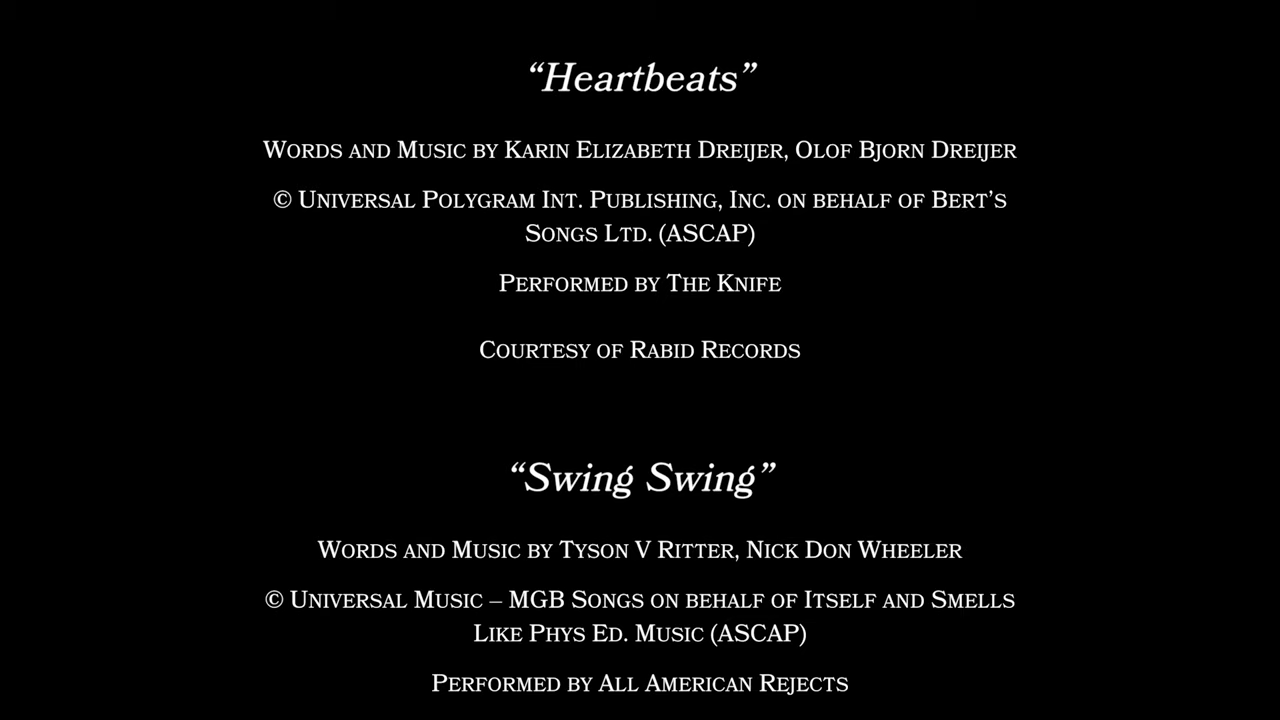 “Heartbeats”
Words and Music by Karin Elizabeth Dreijer, Olof Bjorn Dreijer
© Universal Polygram Int. Publishing, Inc. on behalf of Bert’s
Songs Ltd. (ASCAP)
Performed by The Knife
Courtesy of Rabid Records
“Swing Swing”
Words and Music by Tyson V Ritter, Nick Don Wheeler
© Universal Music – MGB Songs on behalf of Itself and Smells
Like Phys Ed. Music (ASCAP)
Performed by All American Rejects